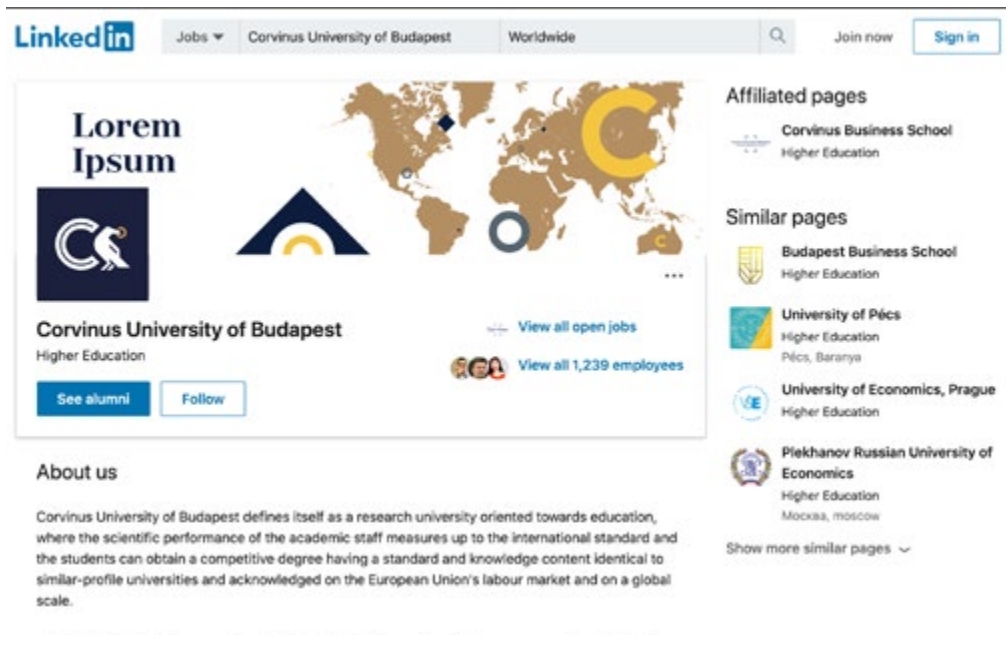 Linked in
Jobs
Corvinus University of Budapest
Worldwide
Join now
Sign in
Lorem
Ipsum
C
C
Corvinus University of Budapest
Higher Education
See alumni
Follow
View all open jobs
View all 1,239 employees
About us
Corvinus University of Budapest defines itself as a research university oriented towards education,
where the scientific performance of the academic staff measures up to the international standard and
the students can obtain a competitive degree having a standard and knowledge content identical to
similar-profile universities and acknowledged on the European Union's labour market and on a global
scale.
Affiliated pages
Corvinus Business School
Higher Education
Similar pages
Budapest Business School
Higher Education
University of Pécs
Higher Education
Pécs, Baranya
University of Economics, Prague
Higher Education
Plekhanov Russian University of
Economics
Higher Education
Москва, moscow
Show more similar pages